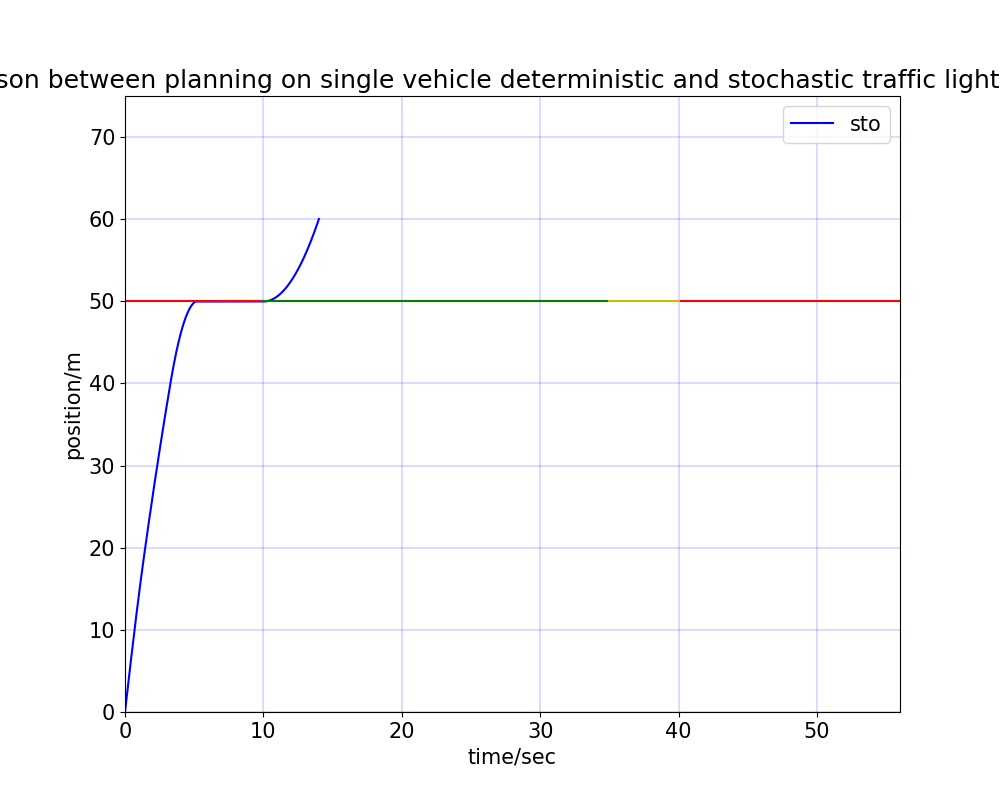 son between planning on single vehicle deterministic and stochastic traffic light
sto
70
60
50
40
30
20
10
0
position/m
0 10 20 30 40 50
time/sec